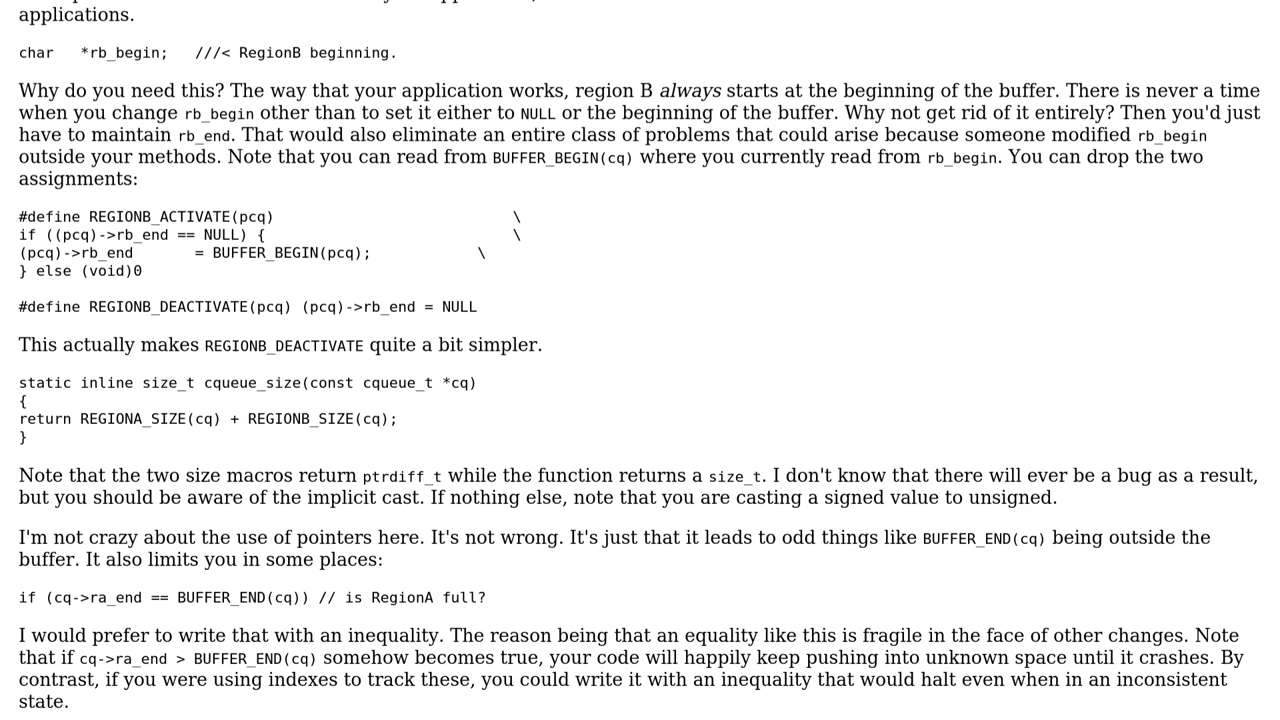 applications.
char   *rb_begin;   ///< RegionB beginning.
Why do you need this? The way that your application works, region B always starts at the beginning of the buffer. There is never a time
when you change rb_begin other than to set it either to NULL or the beginning of the buffer. Why not get rid of it entirely? Then you'd just
have to maintain rb_end. That would also eliminate an entire class of problems that could arise because someone modified rb_begin
outside your methods. Note that you can read from BUFFER_BEGIN(cq) where you currently read from rb_begin. You can drop the two
assignments:
#define REGIONB_ACTIVATE(pcq)                           \
if ((pcq)->rb_end == NULL) {                            \
(pcq)->rb_end       = BUFFER_BEGIN(pcq);            \
} else (void)0
#define REGIONB_DEACTIVATE(pcq) (pcq)->rb_end = NULL
This actually makes REGIONB_DEACTIVATE quite a bit simpler.
static inline size_t cqueue_size(const cqueue_t *cq)
{
return REGIONA_SIZE(cq) + REGIONB_SIZE(cq);
}
Note that the two size macros return ptrdiff_t while the function returns a size_t. I don't know that there will ever be a bug as a result,
but you should be aware of the implicit cast. If nothing else, note that you are casting a signed value to unsigned.
I'm not crazy about the use of pointers here. It's not wrong. It's just that it leads to odd things like BUFFER_END(cq) being outside the
buffer. It also limits you in some places:
if (cq->ra_end == BUFFER_END(cq)) // is RegionA full?
I would prefer to write that with an inequality. The reason being that an equality like this is fragile in the face of other changes. Note
that if cq->ra_end > BUFFER_END(cq) somehow becomes true, your code will happily keep pushing into unknown space until it crashes. By
contrast, if you were using indexes to track these, you could write it with an inequality that would halt even when in an inconsistent
state.